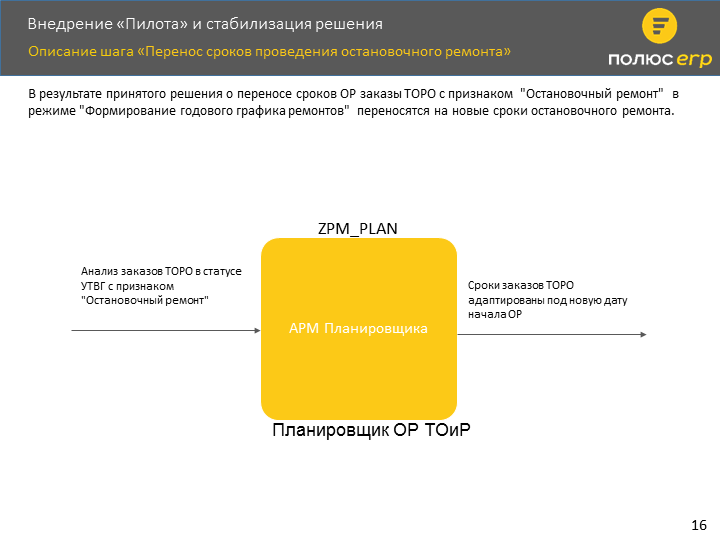 Внедрение «Пилота» и стабилизация решения
Описание шага «Перенос сроков проведения остановочного ремонта»
ПОЛЮС erp
В результате принятого решения о переносе сроков ОР заказы ТОРО с признаком "Остановочный ремонт" в
режиме "Формирование годового графика ремонтов" переносятся на новые сроки остановочного ремонта.
ZPM_PLAN
Анализ заказов ТОРО в статусе
УТВГ с признаком
"Остановочный ремонт"
АРМ Планировщика
Сроки заказов ТОРО
адаптированы под новую дату
начала ОР
Планировщик ОР ТОиР
16